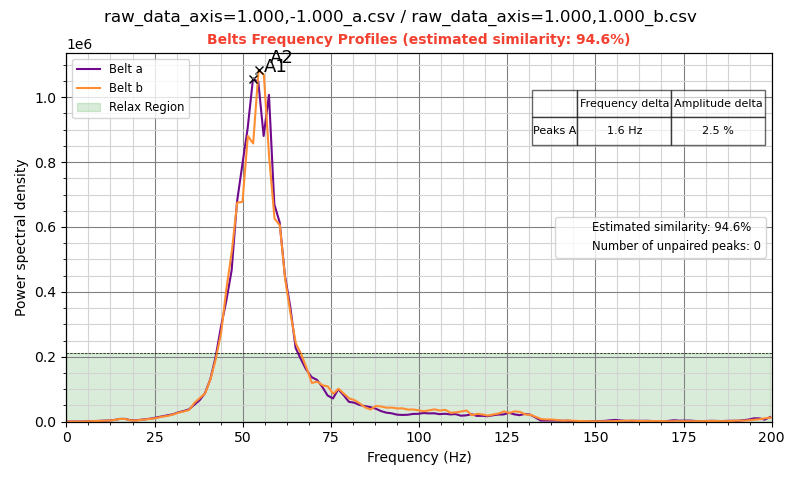 raw_data_axis=1.000,-1.000_a.csv / raw_data_axis=1.000,1.000_b.csv
Belts Frequency Profiles (estimated similarity: 94.6%)
1e6
Belt a
Belt b
Relax Region
A1
A2
Frequency delta Amplitude delta
Peaks A 1.6 Hz 2.5 %
Estimated similarity: 94.6%
Number of unpaired peaks: 0
Power spectral density
1.0
0.8
0.6
0.4
0.2
0.0
0 25 50 75 100 125 150 175 200
Frequency (Hz)